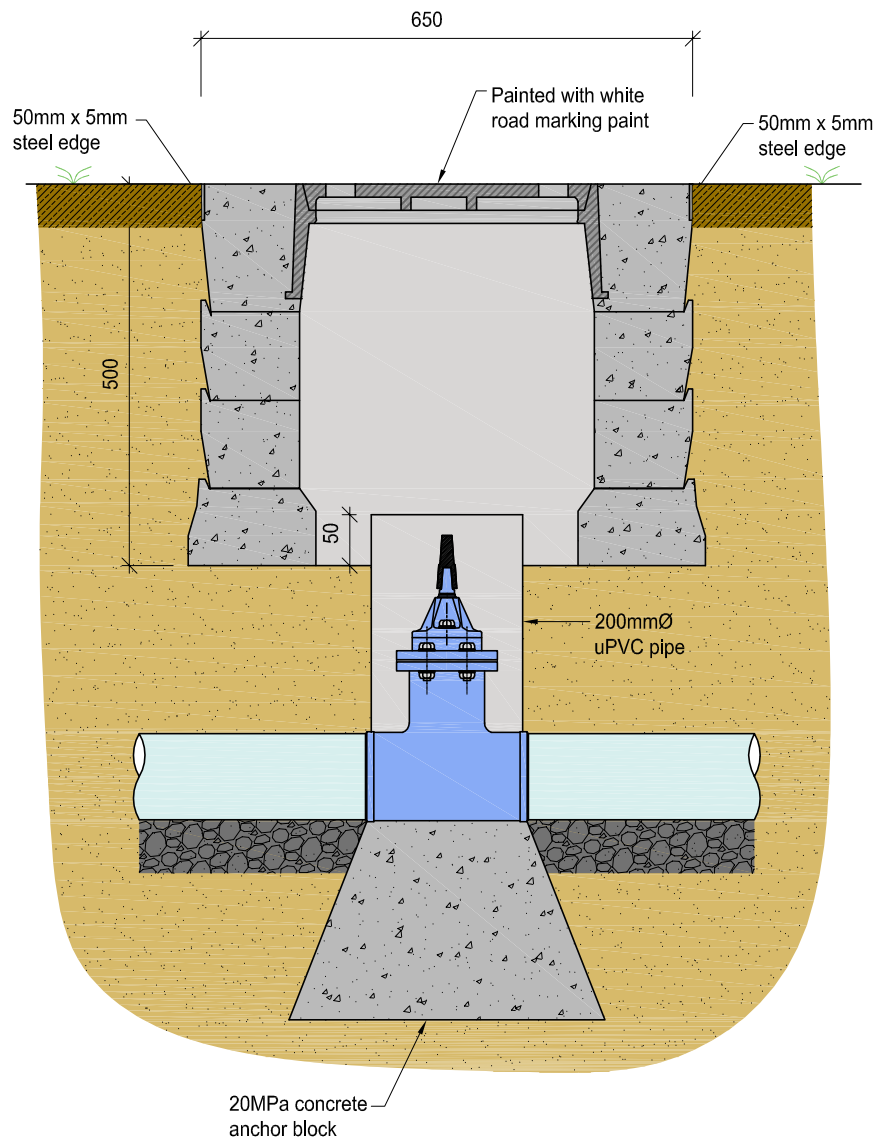 650
Painted with white
road marking paint
50mm x 5mm
steel edge
50mm x 5mm
steel edge
500
50
200mmØ
uPVC pipe
20MPa concrete
anchor block